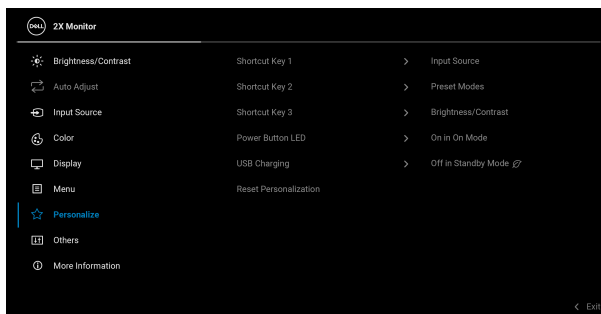 DELL 2X Monitor
Brightness/Contrast Shortcut Key 1 > Input Source
Auto Adjust Shortcut Key 2 > Preset Modes
Input Source Shortcut Key 3 > Brightness/Contrast
Color Power Button LED > On in On Mode
Display USB Charging > Off in Standby Mode
Menu Reset Personalization
Personalize
Others
More Information
< Exit